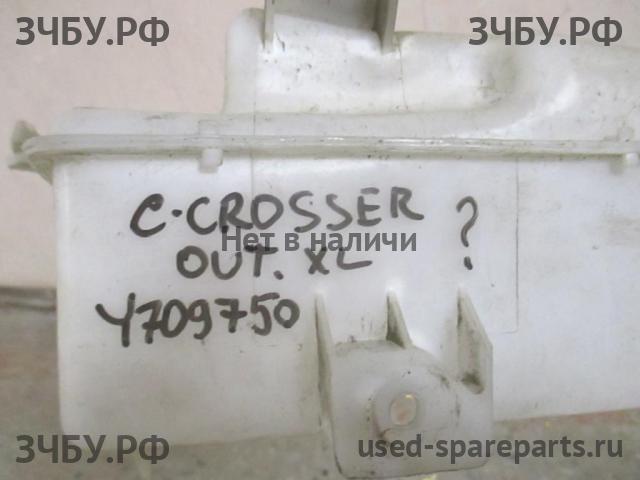 ЗЧБУ.РФ ЗЧБУ.РФ
C-CROSSER ?
Нет в наличи
OUT. XL
Y709750
ЗЧБУ.РФ used-spareparts.ru